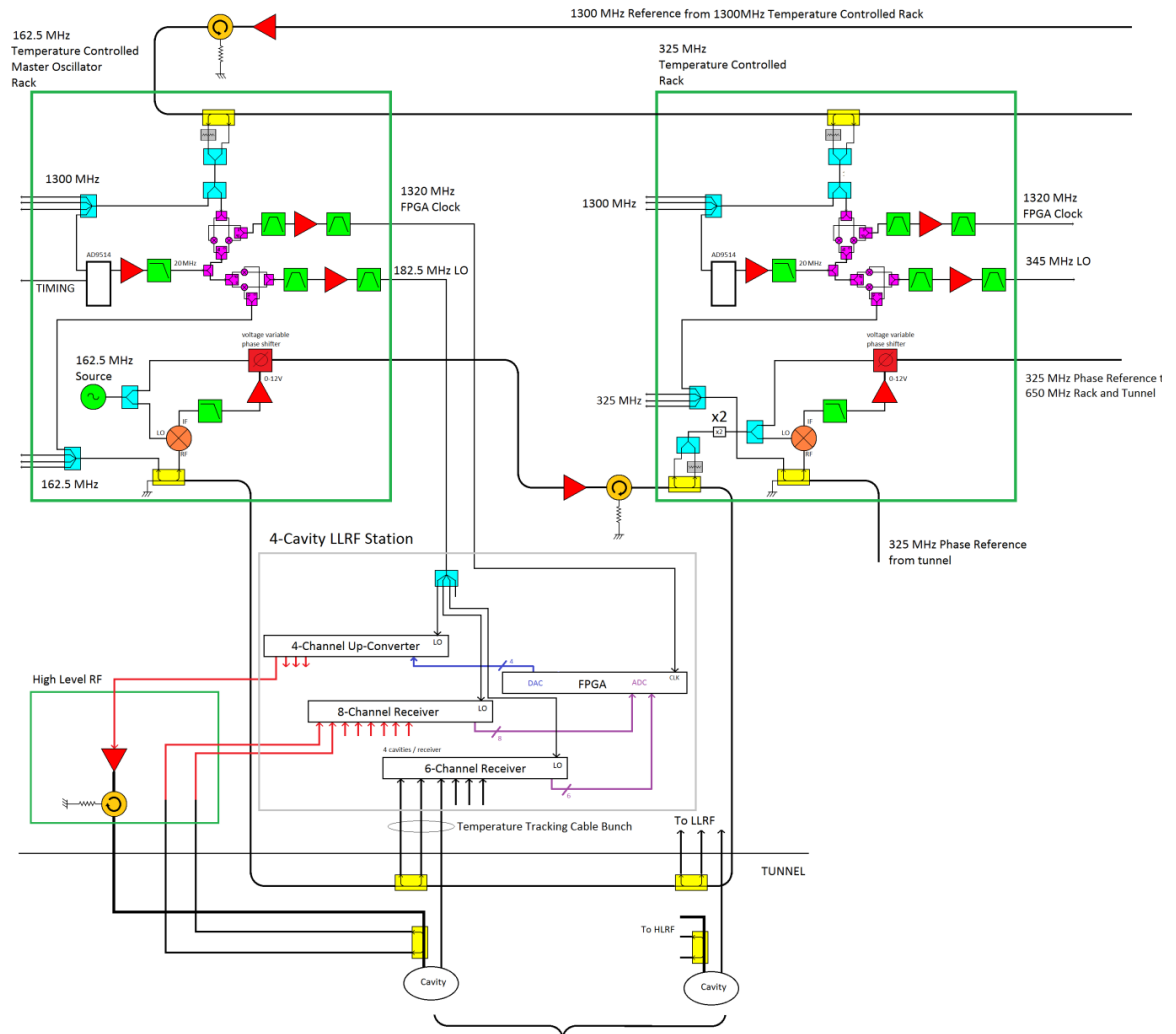 1300 MHz Reference from 1300MHz Temperature Controlled Rack
162.5 MHz
Temperature Controlled
Master Oscillator
Rack
325 MHz
Temperature Controlled
Rack
1300 MHz
1320 MHz
FPGA Clock
AD9514
20 MHz
TIMING
182.5 MHz LO
voltage variable
phase shifter
162.5 MHz
Source
0-12V
IF
LO
RF
162.5 MHz
1300 MHz
1320 MHz
FPGA Clock
AD9514
20MHz
345 MHz LO
voltage variable
phase shifter
0-12V
325 MHz Phase Reference t
650 MHz Rack and Tunnel
325 MHz
x2
x2
IF
LO
RF
325 MHz Phase Reference
from tunnel
4-Cavity LLRF Station
4-Channel Up-Converter
LO
4
DAC
FPGA
ADC
CLK
High Level RF
8-Channel Receiver
LO
8
4 cavities / receiver
6-Channel Receiver
LO
6
Temperature Tracking Cable Bunch
To LLRF
TUNNEL
To HLRF
Cavity
Cavity